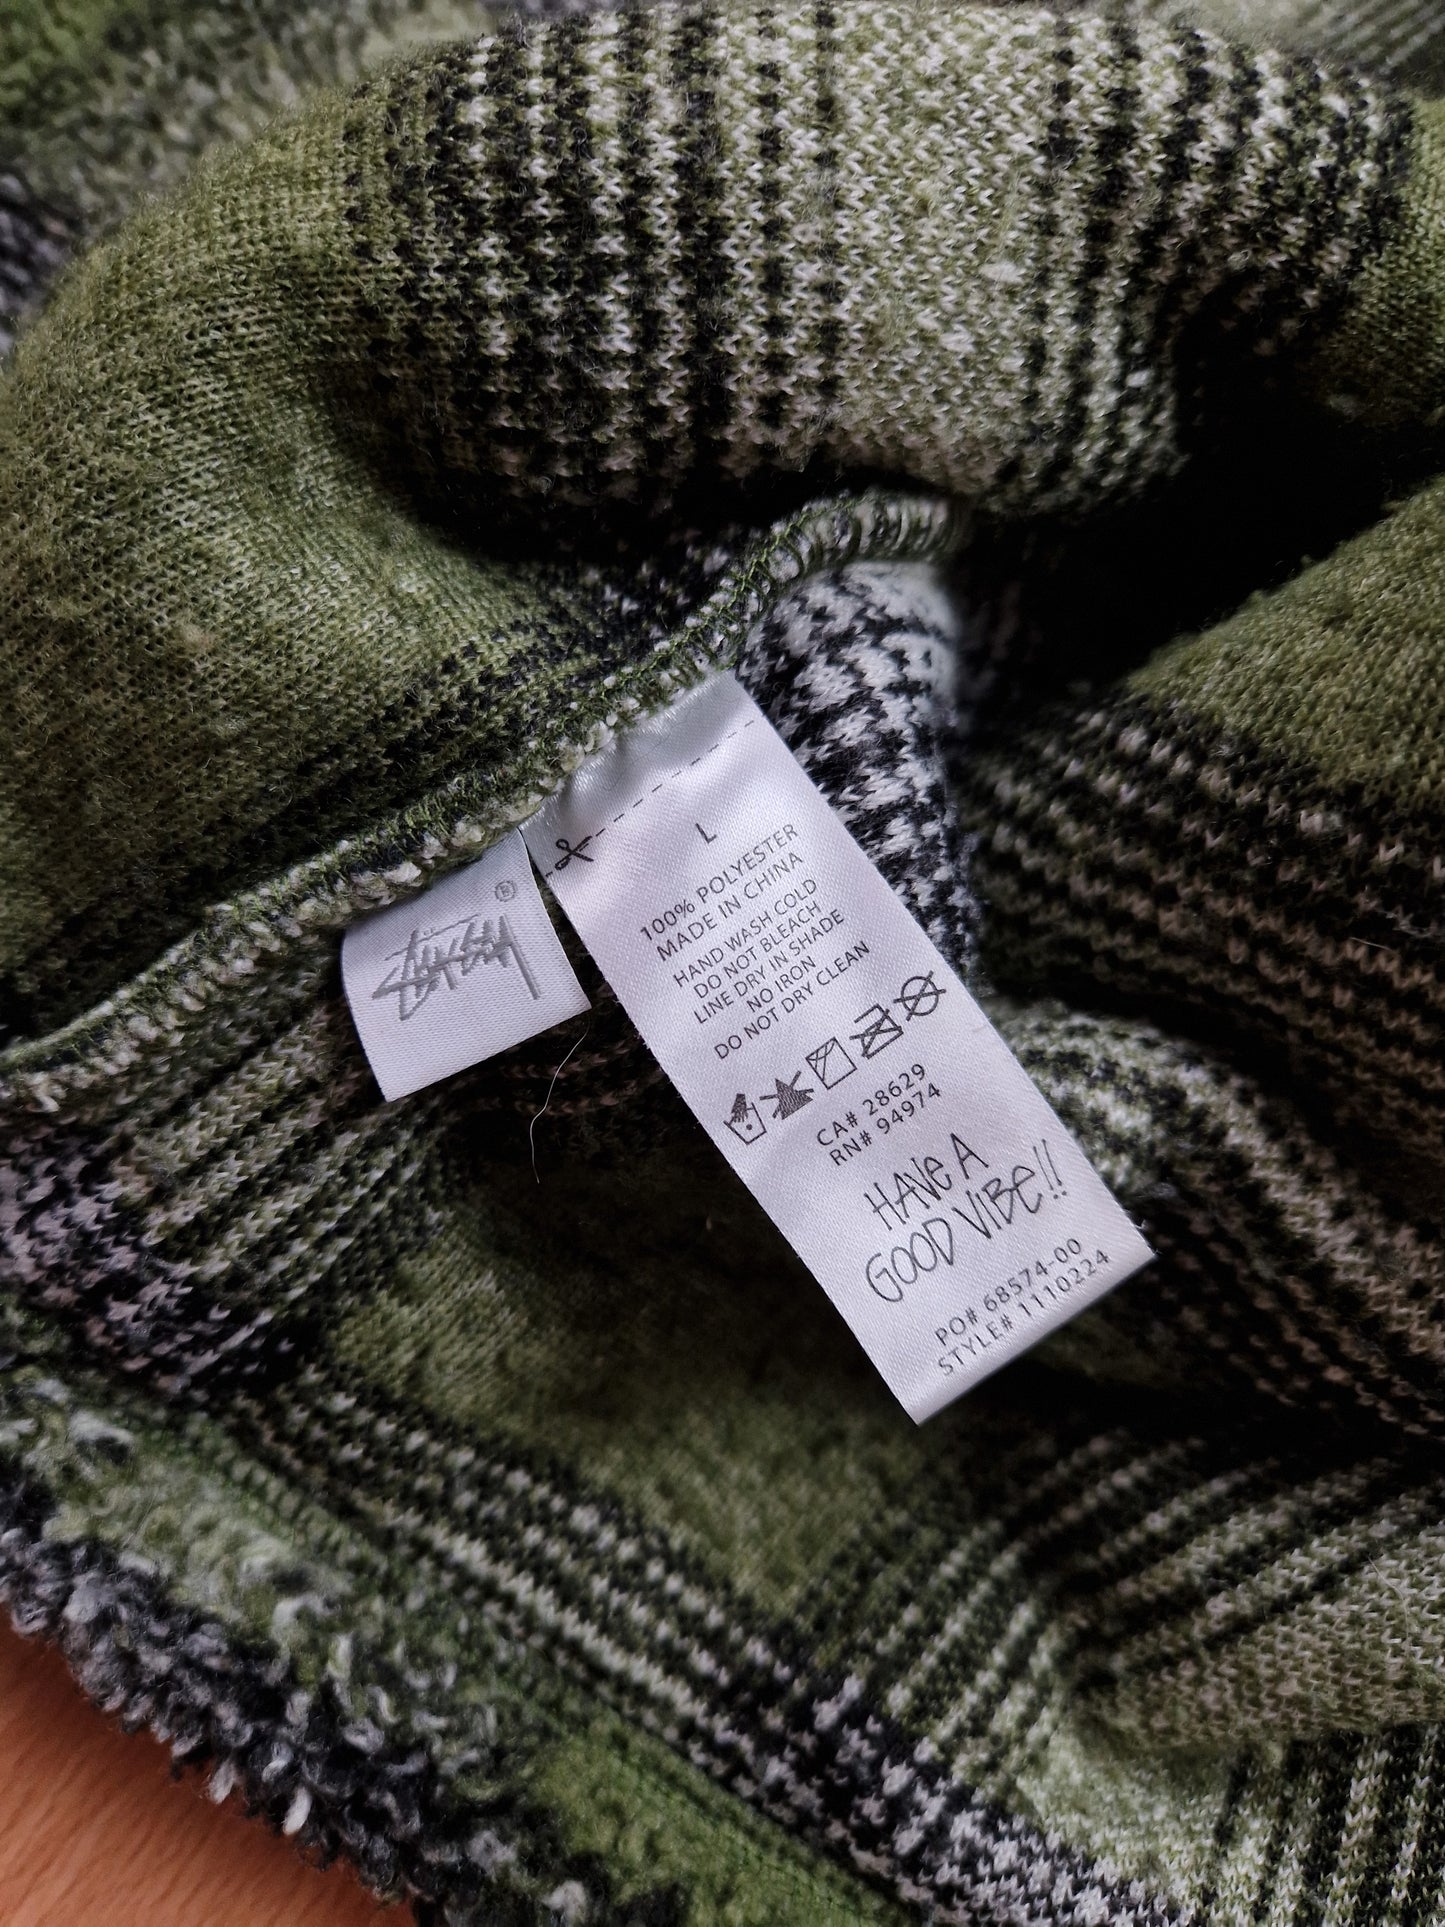 STÜSSY ®
L
100% POLYESTER
MADE IN CHINA
HAND WASH COLD
DO NOT BLEACH
LINE DRY IN SHADE
NO IRON
DO NOT DRY CLEAN
CA# 28629
RN# 94974
HAVE A
GOOD VIBE!!
PO# 68574-00
STYLE# 1110224